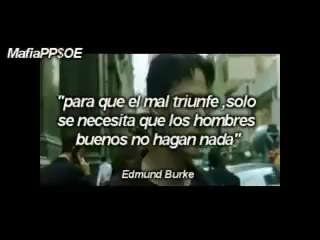 MafiaPPSOE
"para que el mal triunfe ,solo
se necesita que los hombres
buenos no hagan nada"
Edmund Burke